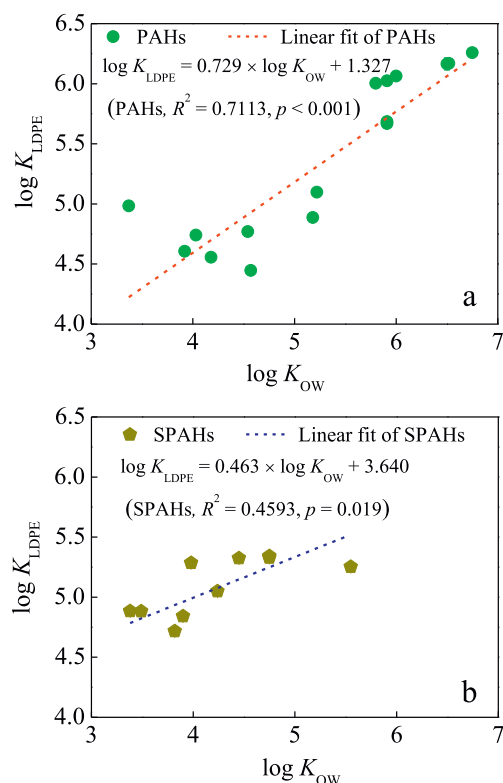 PAHs Linear fit of PAHs
log K_LDPE = 0.729 × log K_OW + 1.327
(PAHs, R² = 0.7113, p < 0.001)
6.5
6.0
5.5
5.0
4.5
4.0
log K_LDPE
a
3 4 5 6 7
log K_OW
SPAHs Linear fit of SPAHs
log K_LDPE = 0.463 × log K_OW + 3.640
(SPAHs, R² = 0.4593, p = 0.019)
6.5
6.0
5.5
5.0
4.5
4.0
log K_LDPE
b
3 4 5 6 7
log K_OW